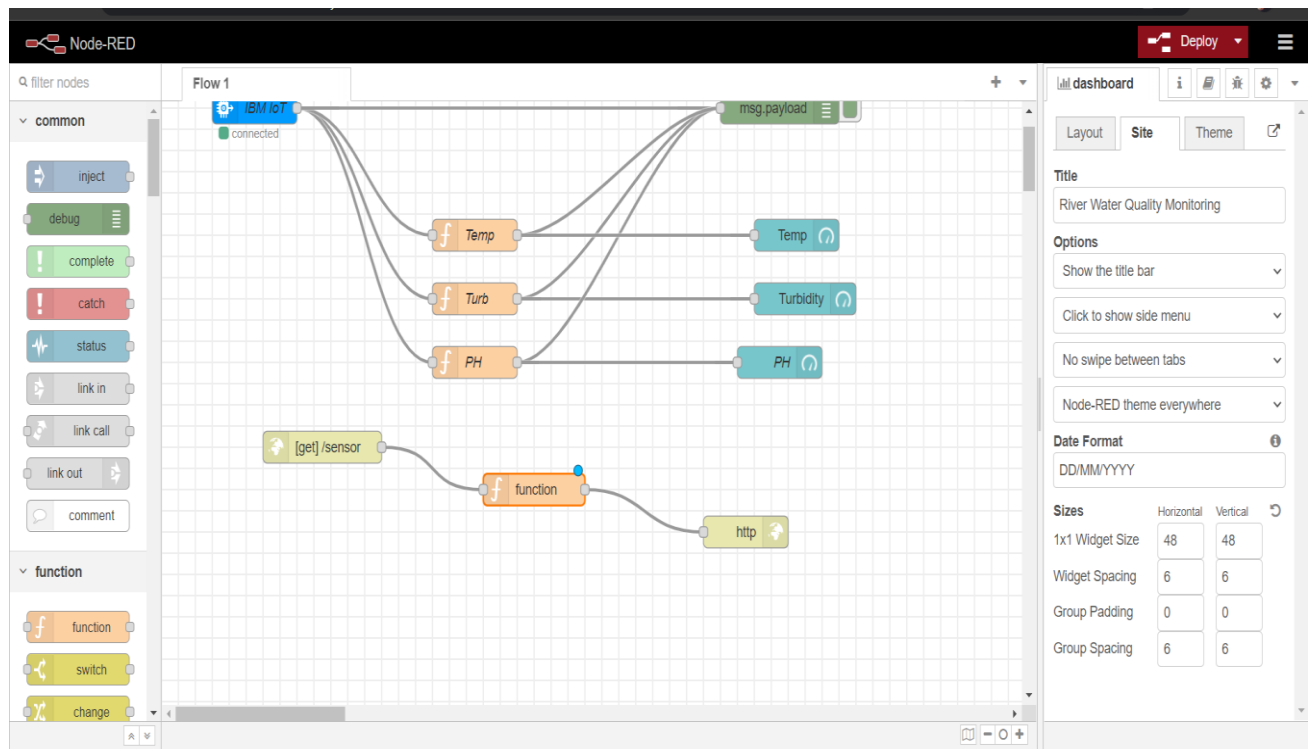 Node-RED
Deploy
filter nodes
common
inject
debug
complete
catch
status
link in
link call
link out
comment
function
function
switch
change
Flow 1
IBM IoT
connected
msg.payload
Temp
Temp
Turb
Turbidity
PH
PH
[get] /sensor
function
http
dashboard
i
Layout
Site
Theme
Title
River Water Quality Monitoring
Options
Show the title bar
Click to show side menu
No swipe between tabs
Node-RED theme everywhere
Date Format
DD/MM/YYYY
Sizes Horizontal Vertical
1x1 Widget Size 48 48
Widget Spacing 6 6
Group Padding 0 0
Group Spacing 6 6